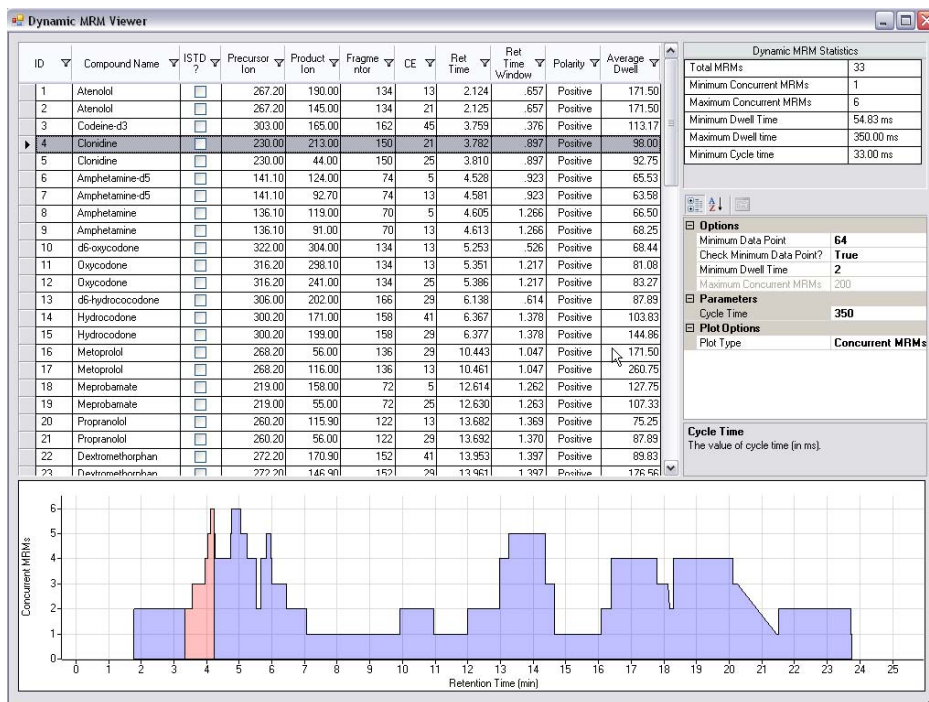 Dynamic MRM Viewer
ID Compound Name ISTD ? Precursor Ion Product Ion Fragme ntor CE Ret Time Ret Time Window Polarity Average Dwell
1 Atenolol 267.20 190.00 134 13 2.124 .657 Positive 171.50
2 Atenolol 267.20 145.00 134 21 2.125 .657 Positive 171.50
3 Codeine-d3 303.00 165.00 162 45 3.759 .376 Positive 113.17
4 Clonidine 230.00 213.00 150 21 3.782 .897 Positive 98.00
5 Clonidine 230.00 44.00 150 25 3.810 .897 Positive 92.75
6 Amphetamine-d5 141.10 124.00 74 5 4.528 .923 Positive 65.53
7 Amphetamine-d5 141.10 92.70 74 13 4.581 .923 Positive 63.58
8 Amphetamine 136.10 119.00 70 5 4.605 1.266 Positive 66.50
9 Amphetamine 136.10 91.00 70 13 4.613 1.266 Positive 68.25
10 d6-oxycodone 322.00 304.00 134 13 5.253 .526 Positive 68.44
11 Oxycodone 316.20 298.10 134 13 5.351 1.217 Positive 81.08
12 Oxycodone 316.20 241.00 134 25 5.386 1.217 Positive 83.27
13 d6-hydrococodone 306.00 202.00 166 29 6.138 .614 Positive 87.89
14 Hydrocodone 300.20 171.00 158 41 6.367 1.378 Positive 103.83
15 Hydrocodone 300.20 199.00 158 29 6.377 1.378 Positive 144.86
16 Metoprolol 268.20 56.00 136 29 10.443 1.047 Positive 171.50
17 Metoprolol 268.20 116.00 136 13 10.461 1.047 Positive 260.75
18 Meprobamate 219.00 158.00 72 5 12.614 1.262 Positive 127.75
19 Meprobamate 219.00 55.00 72 25 12.630 1.263 Positive 107.33
20 Propranolol 260.20 115.90 122 13 13.682 1.369 Positive 75.25
21 Propranolol 260.20 56.00 122 29 13.692 1.370 Positive 87.89
22 Dextromethorphan 272.20 170.90 152 41 13.953 1.397 Positive 89.83
23 Dextromethorphan 272.20 146.90 152 29 13.961 1.397 Positive 176.56
Dynamic MRM Statistics
Total MRMs 33
Minimum Concurrent MRMs 1
Maximum Concurrent MRMs 6
Minimum Dwell Time 54.83 ms
Maximum Dwell time 350.00 ms
Minimum Cycle time 33.00 ms
Options
Minimum Data Point 64
Check Minimum Data Point? True
Minimum Dwell Time 2
Maximum Concurrent MRMs 200
Parameters
Cycle Time 350
Plot Options
Plot Type Concurrent MRMs
Cycle Time
The value of cycle time (in ms).
Concurrent MRMs
6
5
4
3
2
1
0
0 1 2 3 4 5 6 7 8 9 10 11 12 13 14 15 16 17 18 19 20 21 22 23 24 25
Retention Time (min)